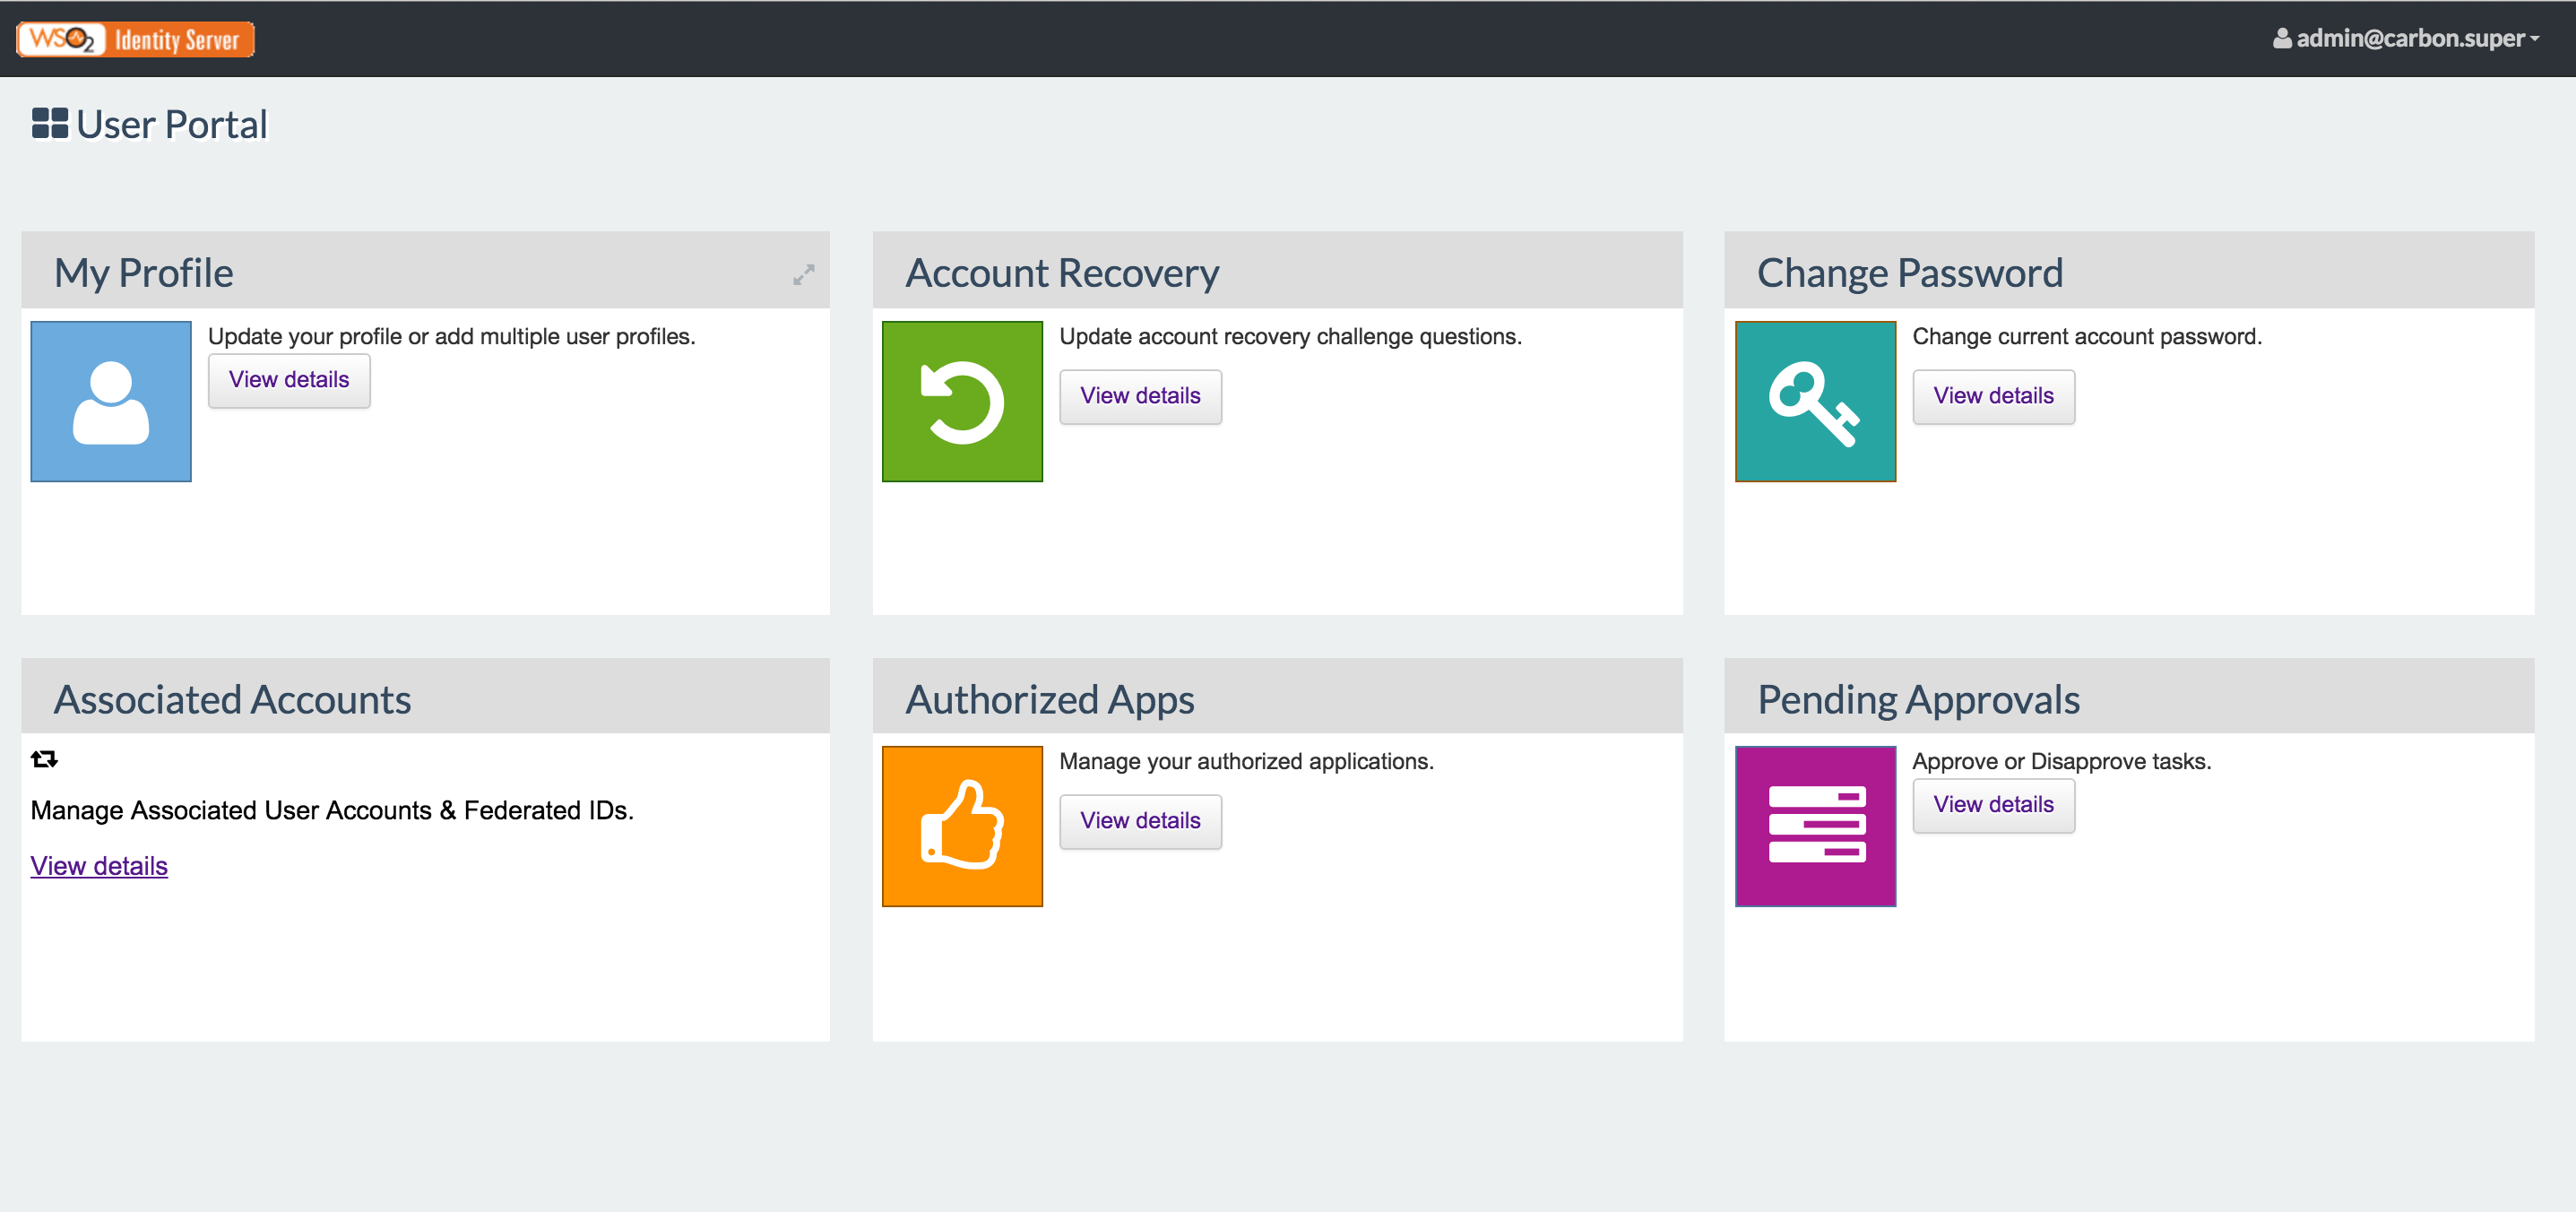 WSO2 Identity Server
admin@carbon.super
User Portal
My Profile
Update your profile or add multiple user profiles.
View details
Account Recovery
Update account recovery challenge questions.
View details
Change Password
Change current account password.
View details
Associated Accounts
Manage Associated User Accounts & Federated IDs.
View details
Authorized Apps
Manage your authorized applications.
View details
Pending Approvals
Approve or Disapprove tasks.
View details